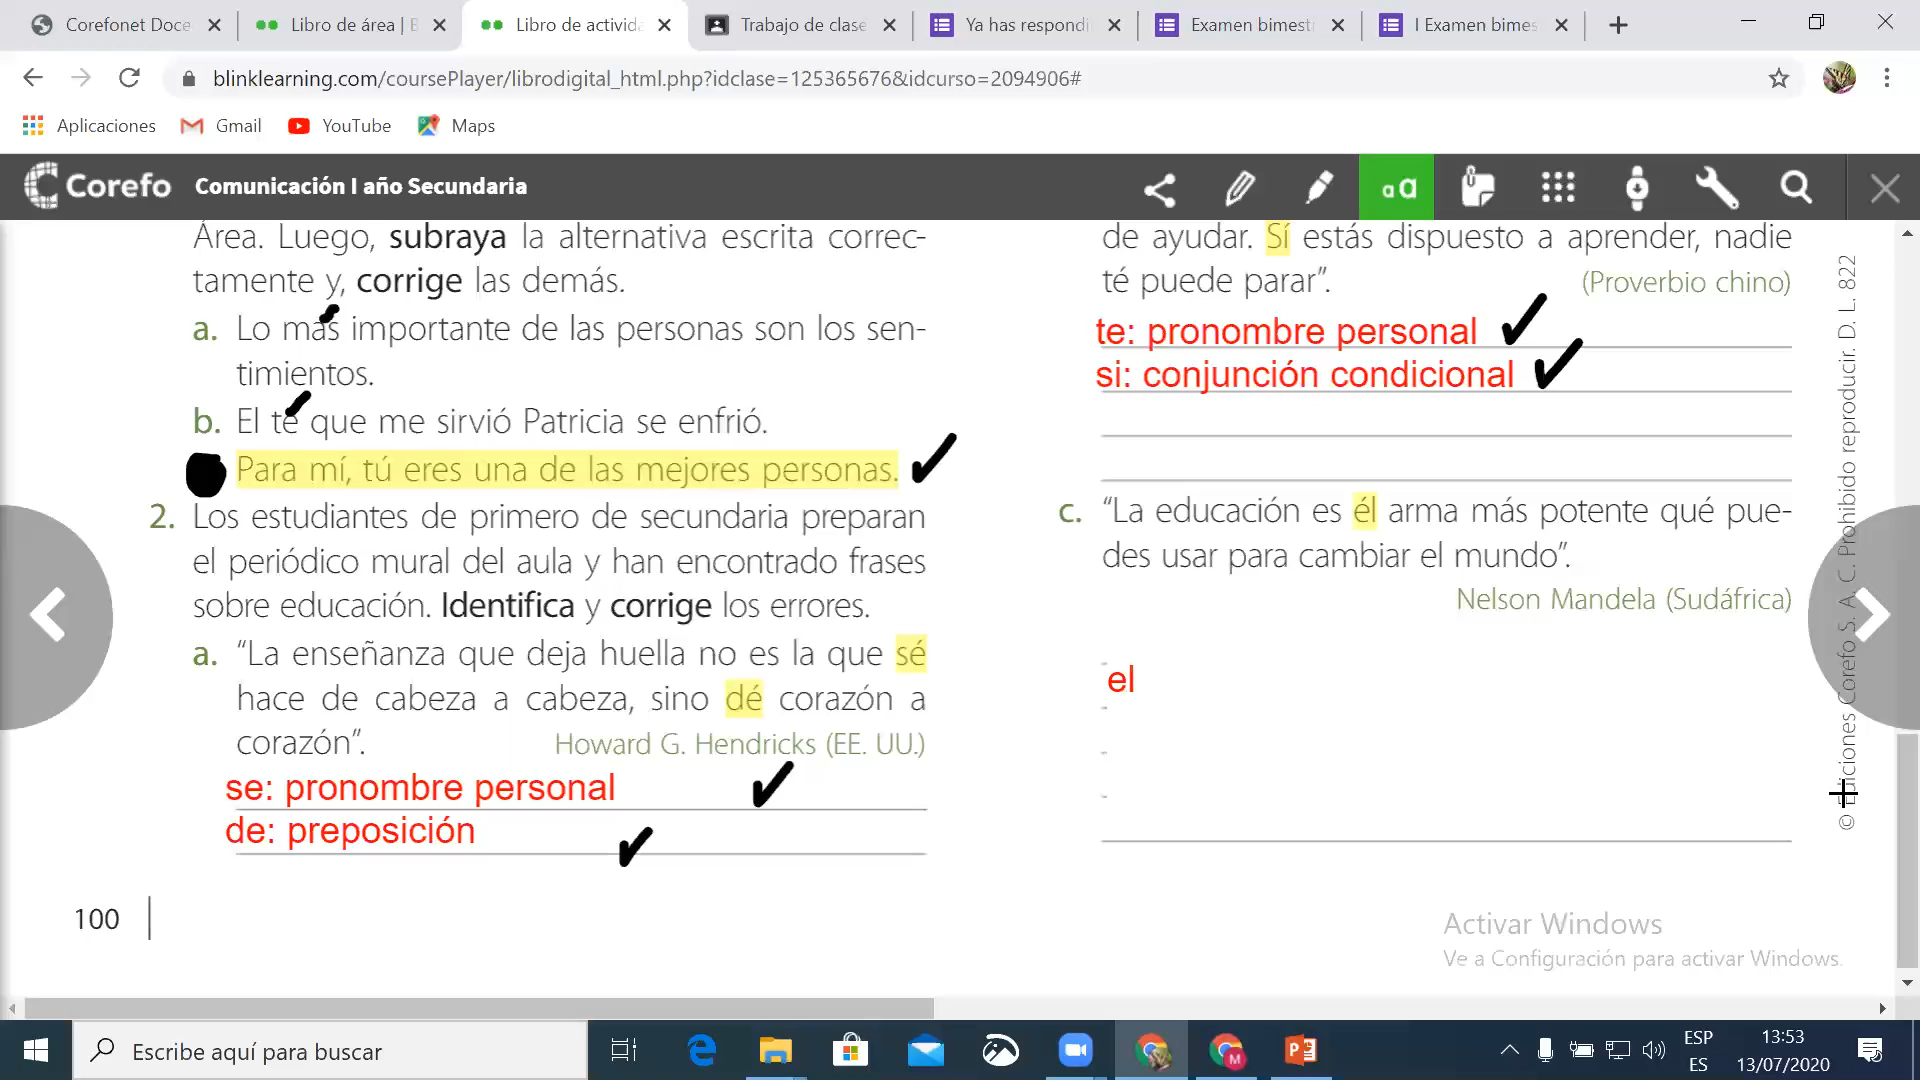 Corefonet Doce
Libro de área | B
Libro de activida
Trabajo de clase
Ya has respondi
Examen bimestr
I Examen bimes
blinklearning.com/coursePlayer/librodigital_html.php?idclase=125365676&idcurso=2094906#
Aplicaciones
Gmail
YouTube
Maps
Corefo
Comunicación I año Secundaria
Área. Luego, subraya la alternativa escrita correc-
tamente y, corrige las demás.
a. Lo más importante de las personas son los sen-
timientos.
b. El té que me sirvió Patricia se enfrió.
Para mí, tú eres una de las mejores personas.
2. Los estudiantes de primero de secundaria preparan
el periódico mural del aula y han encontrado frases
sobre educación. Identifica y corrige los errores.
a. “La enseñanza que deja huella no es la que sé
hace de cabeza a cabeza, sino dé corazón a
corazón”. Howard G. Hendricks (EE. UU.)
se: pronombre personal
de: preposición
100
de ayudar. Sí estás dispuesto a aprender, nadie
té puede parar”. (Proverbio chino)
te: pronombre personal
si: conjunción condicional
c. “La educación es él arma más potente qué pue-
des usar para cambiar el mundo”.
Nelson Mandela (Sudáfrica)
el
© Ediciones Corefo S. A. C. Prohibido reproducir. D. L. 822
Activar Windows
Ve a Configuración para activar Windows.
Escribe aquí para buscar
ESP
ES
13:53
13/07/2020